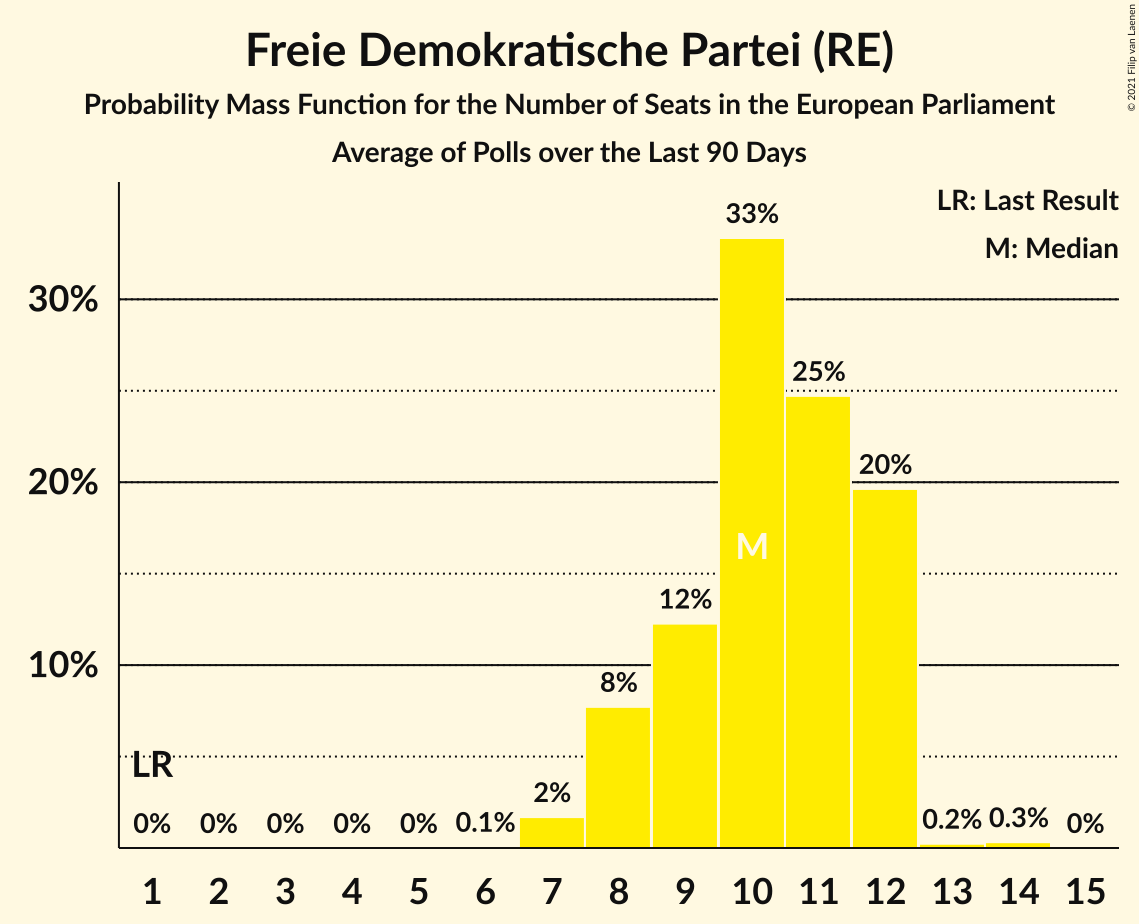 Freie Demokratische Partei (RE)
Probability Mass Function for the Number of Seats in the European Parliament
Average of Polls over the Last 90 Days
© 2021 Filip van Laenen
LR: Last Result
M: Median
33%
30%
25%
20%
20%
M
12%
10%
8%
LR
2%
0% 0% 0% 0% 0% 0.1% 0.2% 0.3% 0%
1 2 3 4 5 6 7 8 9 10 11 12 13 14 15